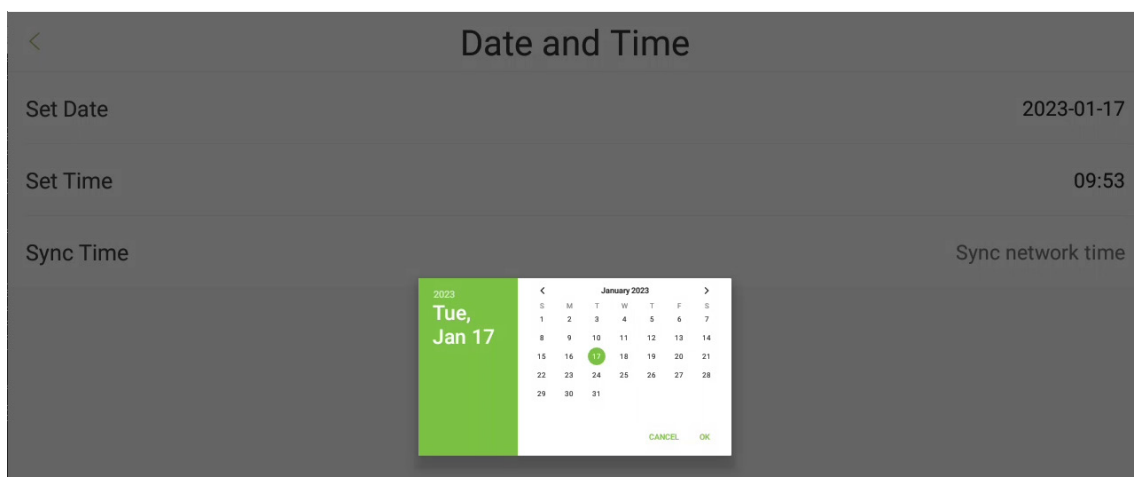 <
Date and Time
Set Date 2023-01-17
Set Time 09:53
Sync Time Sync network time
2023
Tue,
Jan 17
< January 2023 >
S M T W T F S
1 2 3 4 5 6 7
8 9 10 11 12 13 14
15 16 17 18 19 20 21
22 23 24 25 26 27 28
29 30 31
CANCEL OK